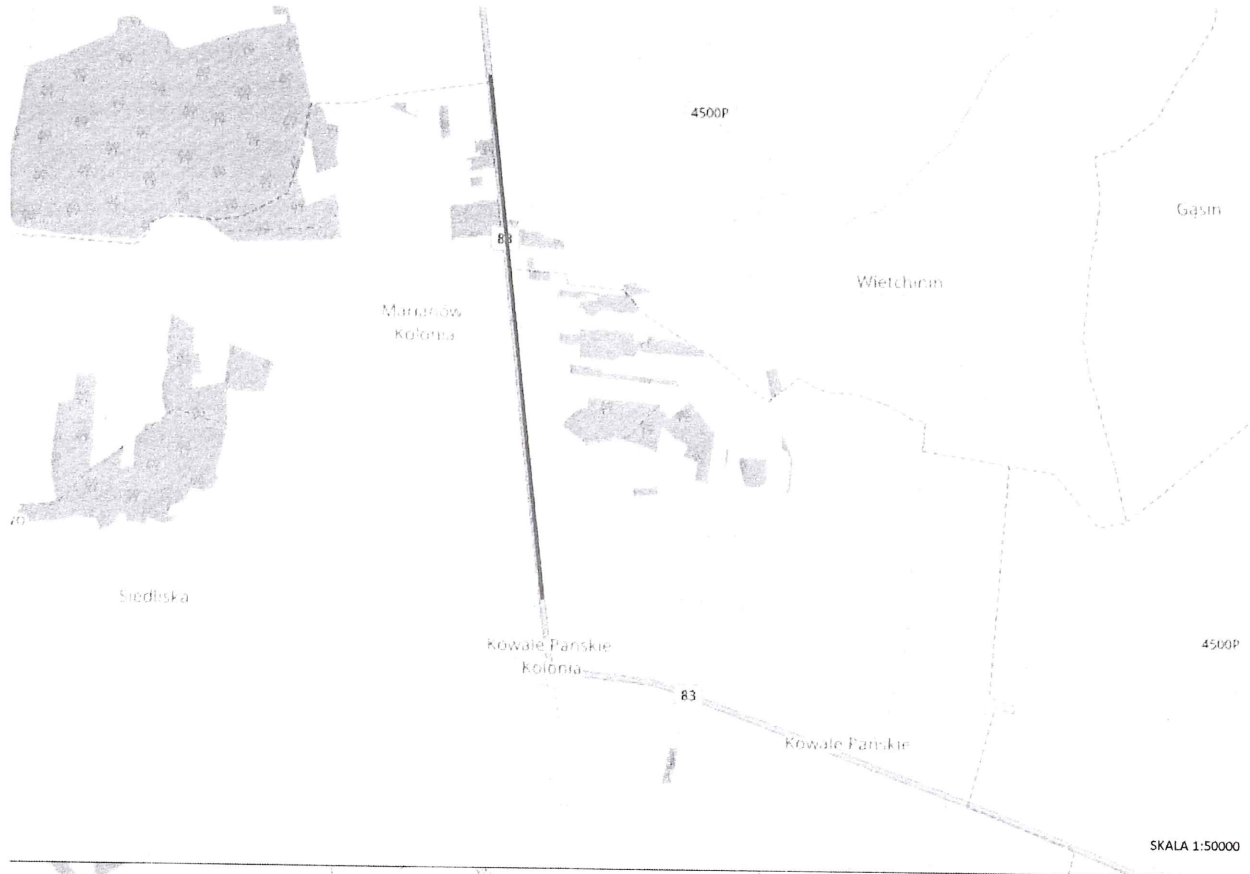 4500P
Gąsin
83
Wietchinin
Marianów
Kolonia
Siedliska
Kowale Pańskie
Kolonia
4500P
83
Kowale Pańskie
SKALA 1:50000